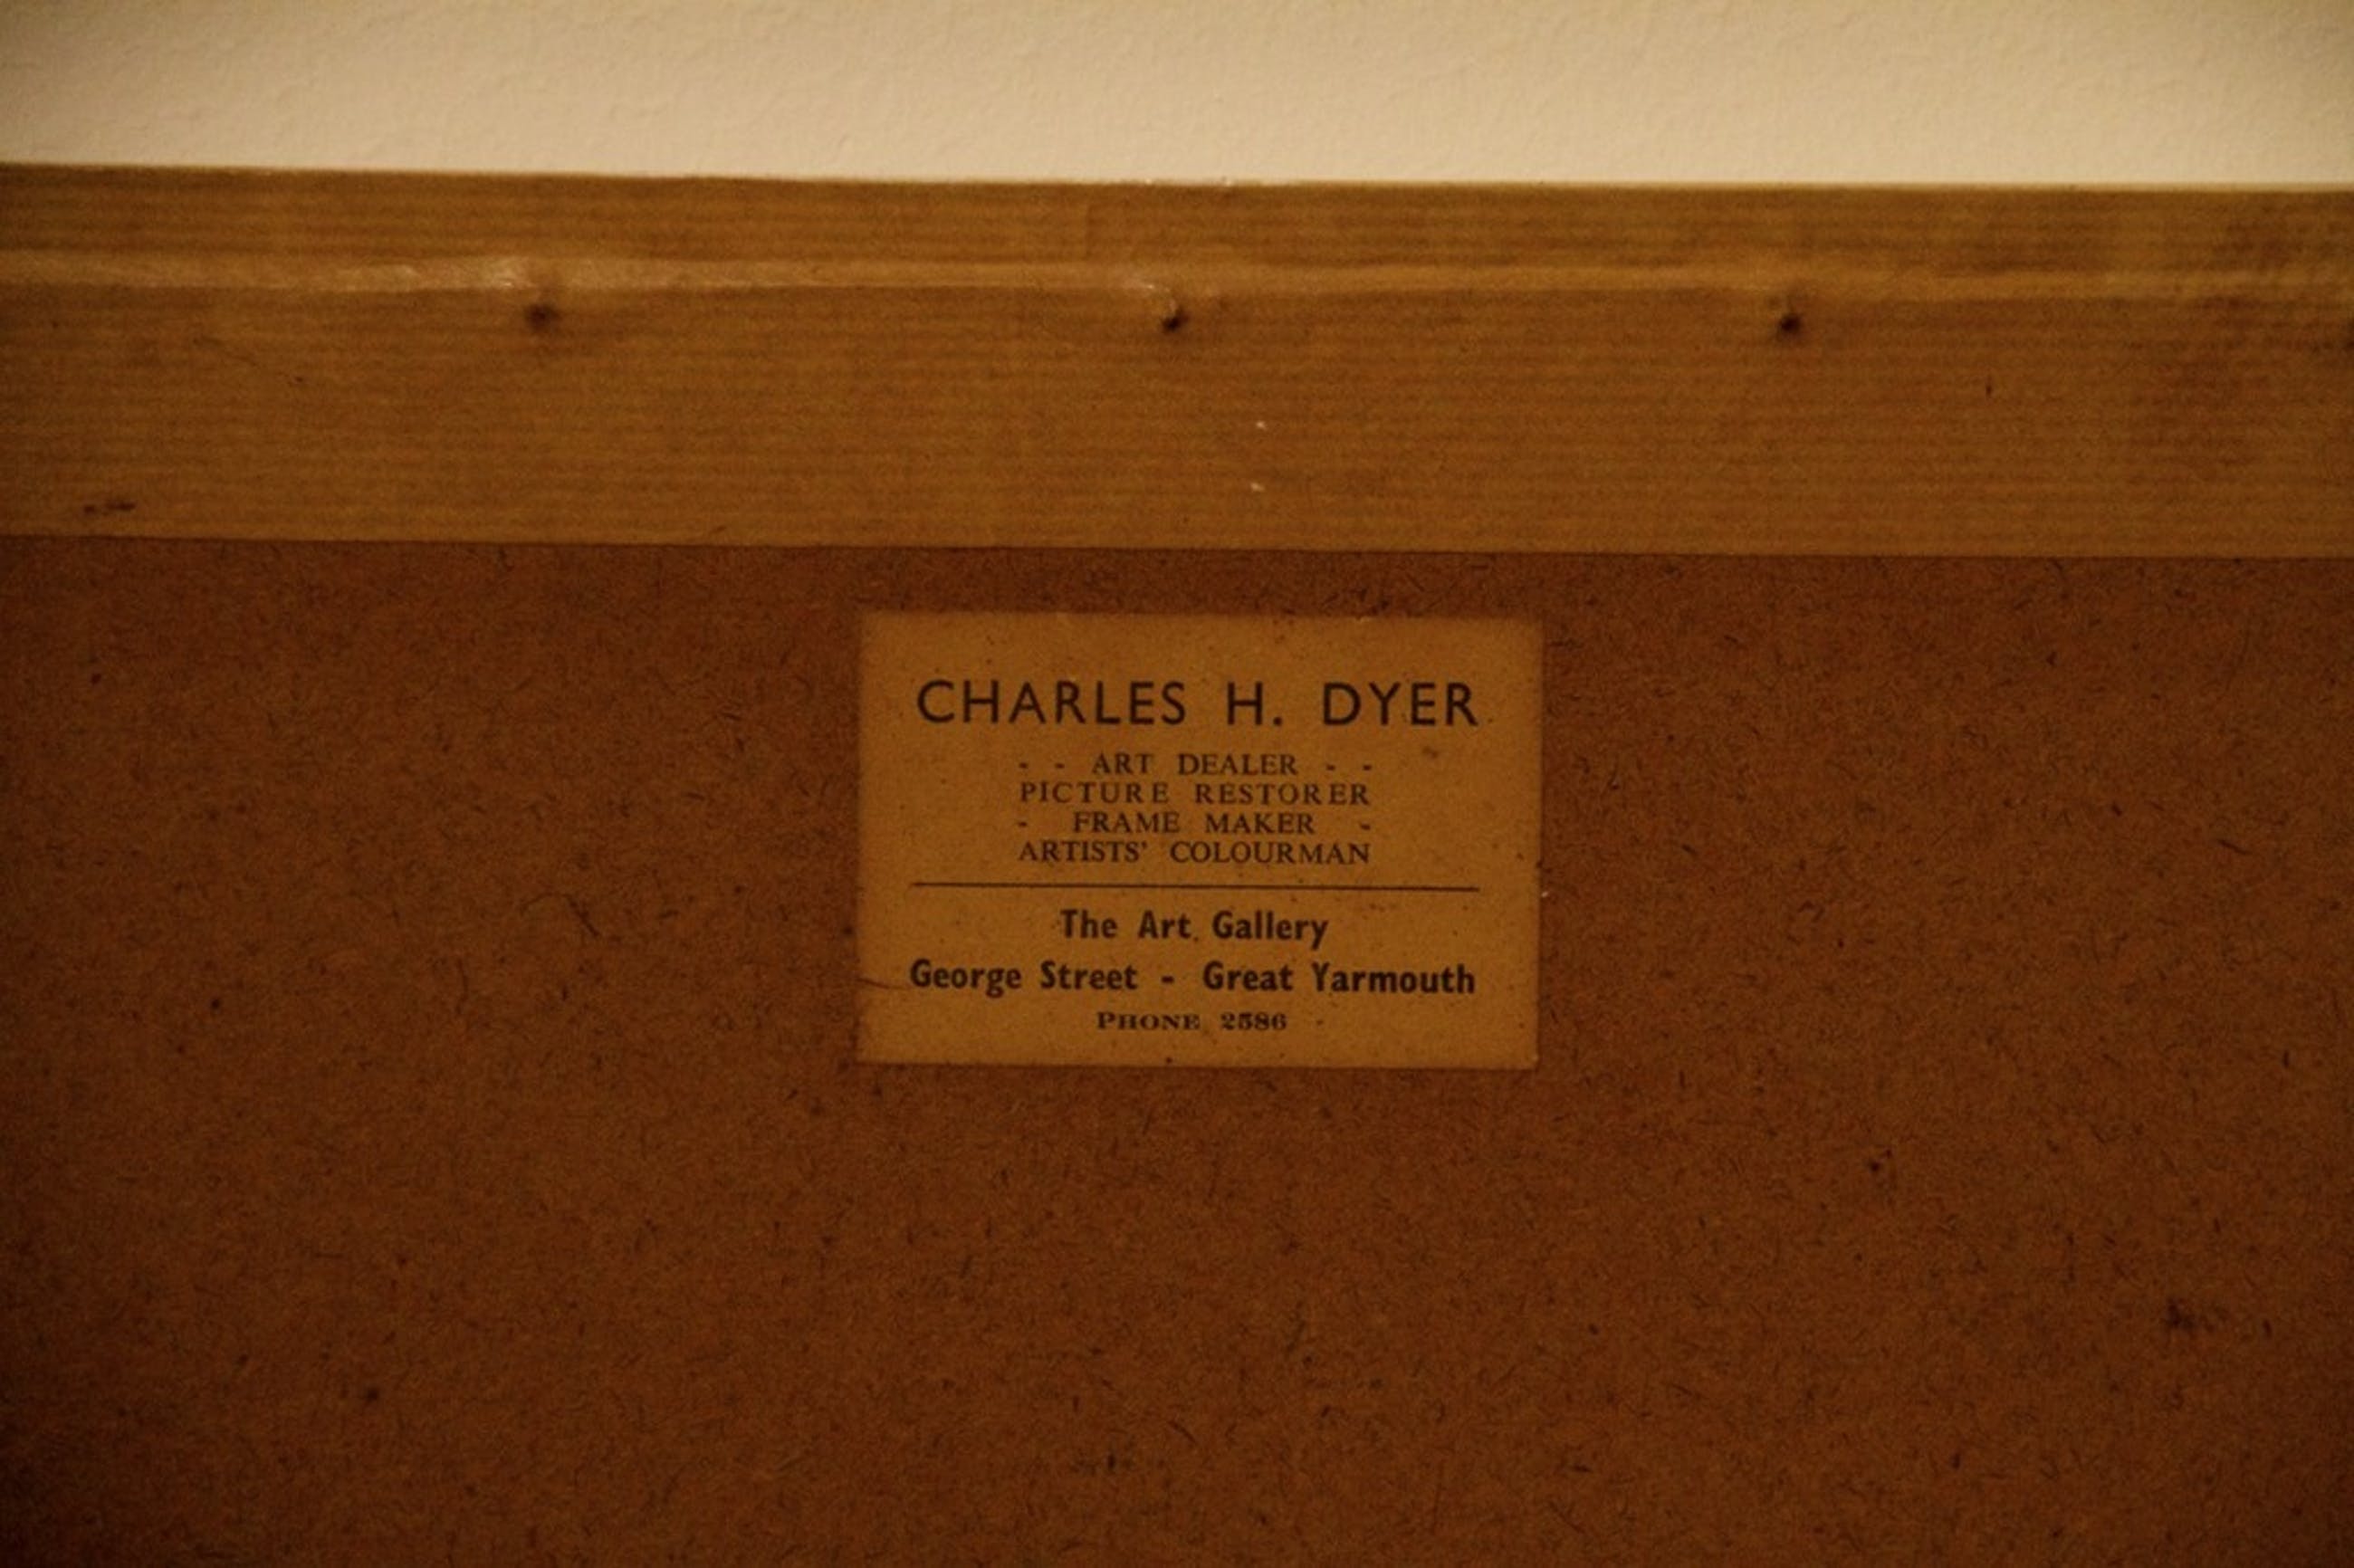 CHARLES H. DYER
- - ART DEALER - -
PICTURE RESTORER
- FRAME MAKER -
ARTISTS' COLOURMAN
The Art Gallery
George Street - Great Yarmouth
PHONE 2586